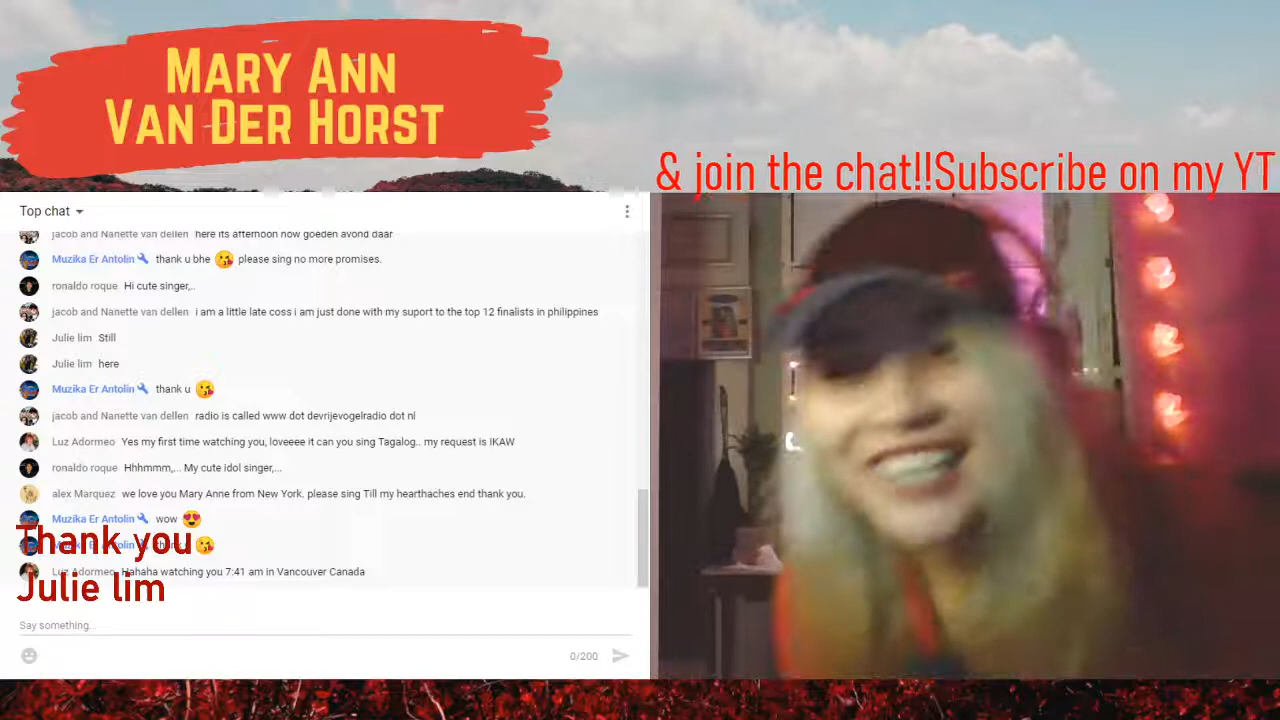 MARY ANN
VAN DER HORST
& join the chat!!Subscribe on my YT
Top chat
jacob and Nanette van dellen here its afternoon now goeden avond daar
Muzika Er Antolin thank u bhe 😘 please sing no more promises.
ronaldo roque Hi cute singer,..
jacob and Nanette van dellen i am a little late coss i am just done with my suport to the top 12 finalists in philippines
Julie lim Still
Julie lim here
Muzika Er Antolin thank u 😘
jacob and Nanette van dellen radio is called www dot devrijevogelradio dot nl
Luz Adormeo Yes my first time watching you, loveeee it can you sing Tagalog.. my request is IKAW
ronaldo roque Hhhmmm,... My cute idol singer,...
alex Marquez we love you Mary Anne from New York. please sing Till my hearthaches end thank you.
Muzika Er Antolin wow 😍
Thank you
Muzika Er Antolin 😘
Luz Adormeo Hahaha watching you 7:41 am in Vancouver Canada
Julie lim
Say something...
0/200